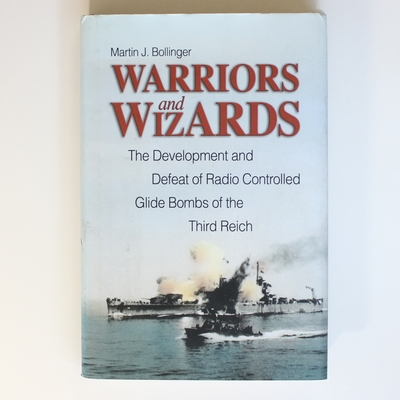 Martin J. Bollinger
WARRIORS
and
WIZARDS
The Development and
Defeat of Radio Controlled
Glide Bombs of the
Third Reich